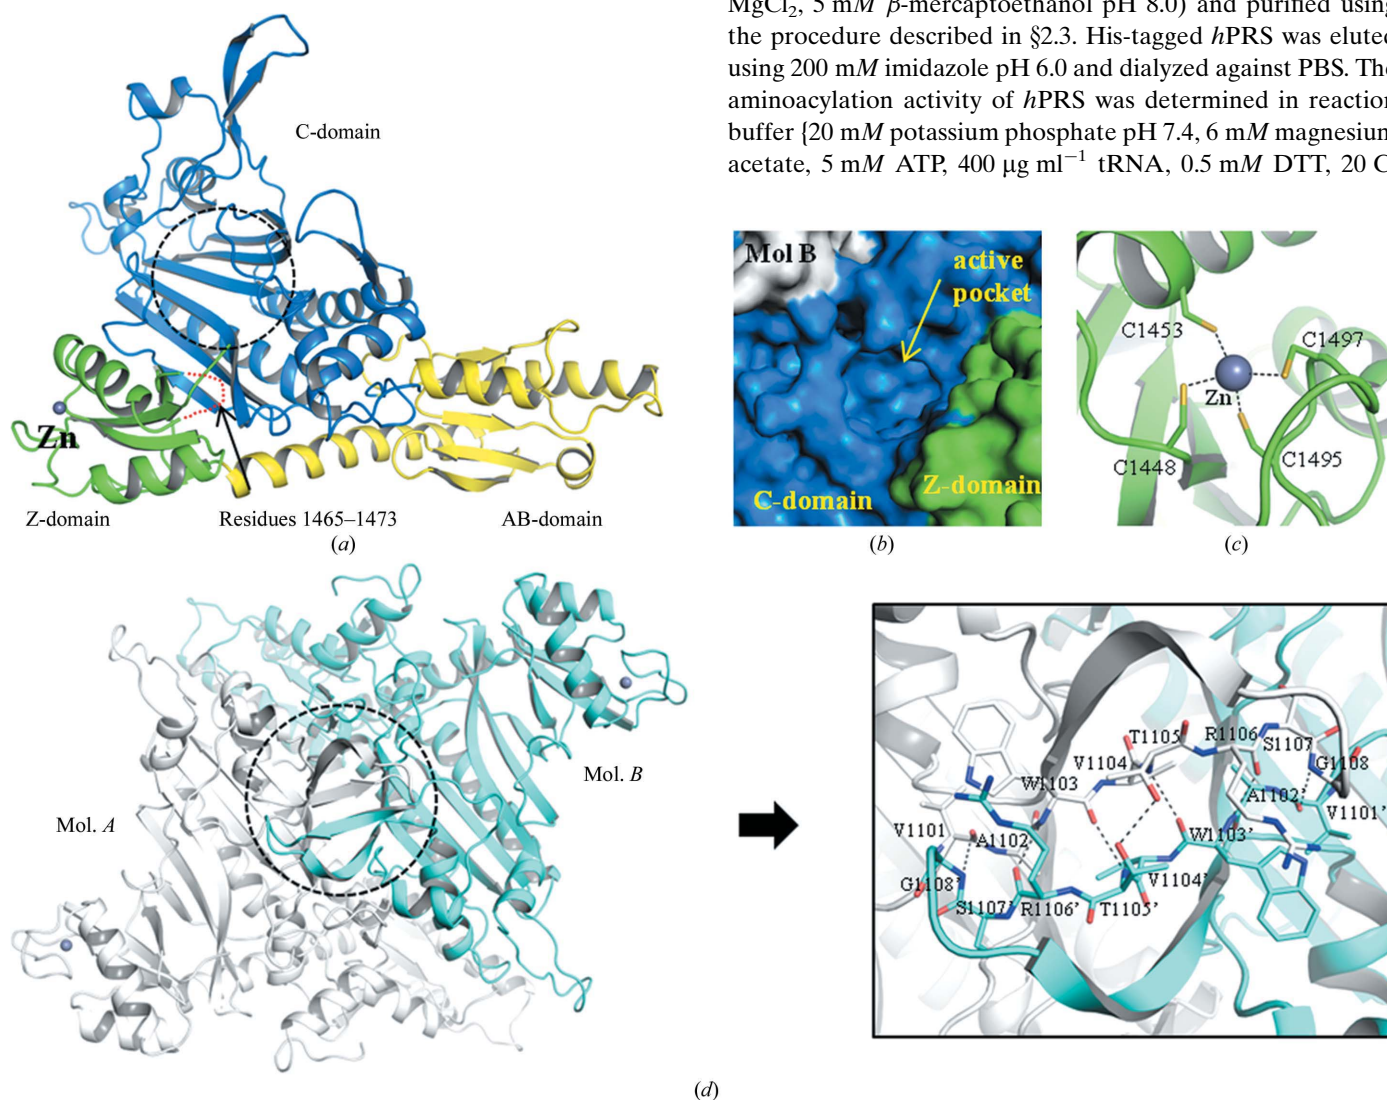 MgCl2, 5 mM β-mercaptoethanol pH 8.0) and purified using
the procedure described in §2.3. His-tagged hPRS was eluted
using 200 mM imidazole pH 6.0 and dialyzed against PBS. The
aminoacylation activity of hPRS was determined in reaction
buffer {20 mM potassium phosphate pH 7.4, 6 mM magnesium
acetate, 5 mM ATP, 400 µg ml−1 tRNA, 0.5 mM DTT, 20 C
C-domain
Zn
Z-domain
Residues 1465–1473
AB-domain
(a)
Mol B
active
pocket
Z-domain
C-domain
(b)
C1453
C1497
Zn
C1448
C1495
(c)
Mol. A
Mol. B
T1105
R1106
S1107
G1108
V1104
W1103
A1102
V1101'
V1101
A1102
W1103'
G1108'
V1104'
S1107'
R1106'
T1105'
(d)